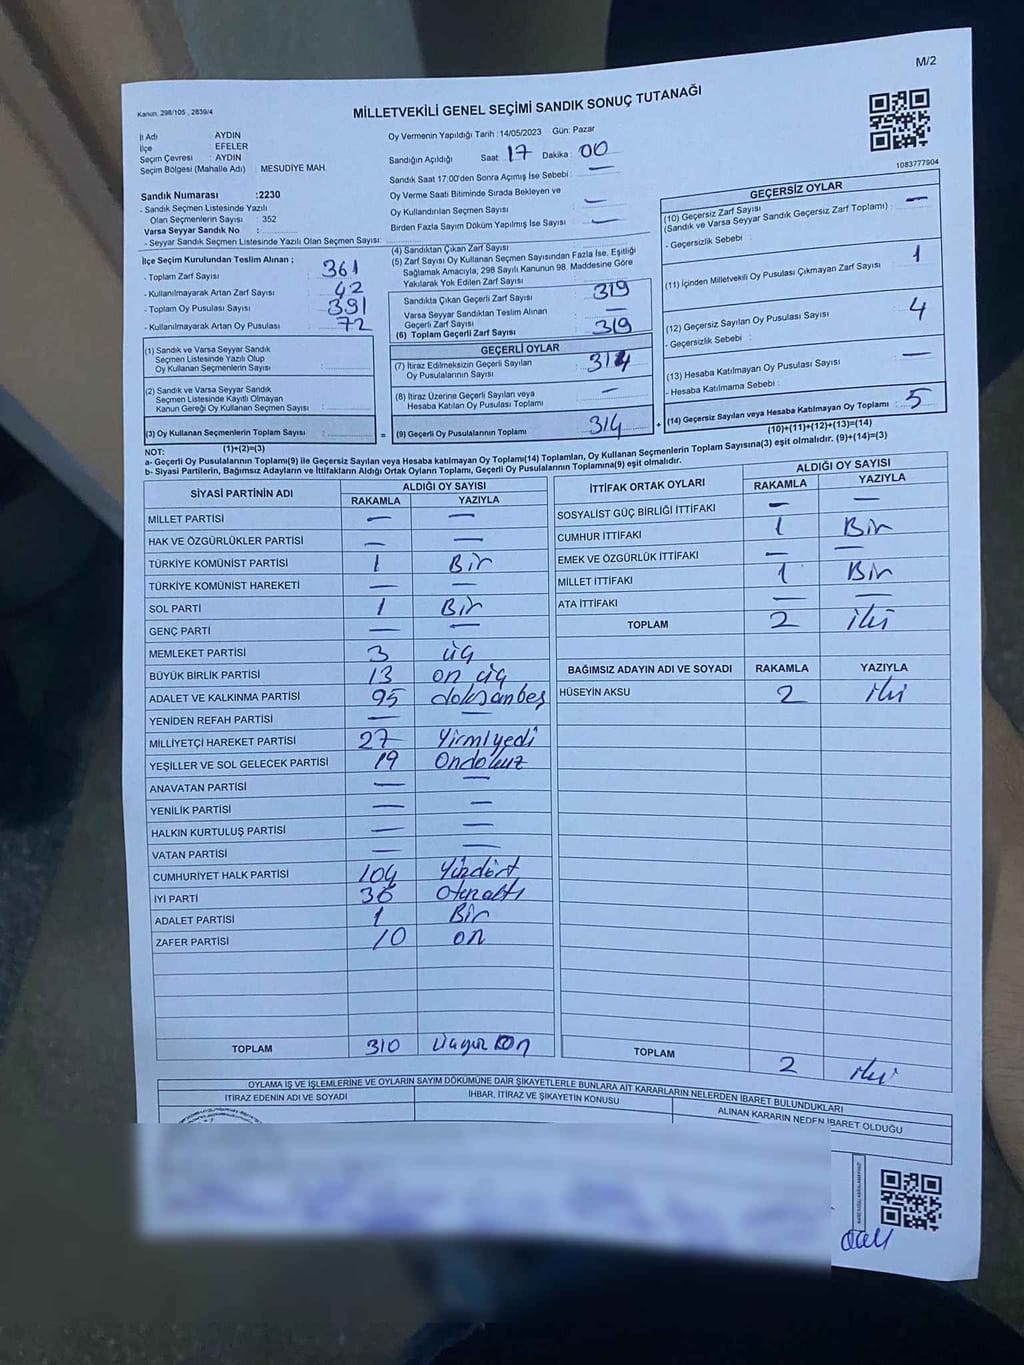 M/2
Kanun, 298/105 , 2839/4
MİLLETVEKİLİ GENEL SEÇİMİ SANDIK SONUÇ TUTANAĞI
İl Adı : AYDIN
İlçe : EFELER
Seçim Çevresi : AYDIN
Seçim Bölgesi (Mahalle Adı) : MESUDİYE MAH
Sandık Numarası :2230
- Sandık Seçmen Listesinde Yazılı
Olan Seçmenlerin Sayısı : 352
Varsa Seyyar Sandık No :
- Seyyar Sandık Seçmen Listesinde Yazılı Olan Seçmen Sayısı:
Oy Vermenin Yapıldığı Tarih :14/05/2023 Gün: Pazar
Sandığın Açıldığı Saat: 17 Dakika : 00
Sandık Saat 17:00'den Sonra Açımış İse Sebebi : —
Oy Verme Saati Bitiminde Sırada Bekleyen ve
Oy Kullandırılan Seçmen Sayısı —
Birden Fazla Sayım Döküm Yapılmış İse Sayısı —
1083777904
İlçe Seçim Kurulundan Teslim Alınan ;
- Toplam Zarf Sayısı : 361
- Kullanılmayarak Artan Zarf Sayısı : 42
- Toplam Oy Pusulası Sayısı : 391
- Kullanılmayarak Artan Oy Pusulası : 72
(1) Sandık ve Varsa Seyyar Sandık
Seçmen Listesinde Yazılı Olup
Oy Kullanan Seçmenlerin Sayısı :
(2) Sandık ve Varsa Seyyar Sandık
Seçmen Listesinde Kayıtlı Olmayan
Kanun Gereği Oy Kullanan Seçmen Sayısı :
(3) Oy Kullanan Seçmenlerin Toplam Sayısı :
(1)+(2)=(3)
(4) Sandıktan Çıkan Zarf Sayısı
(5) Zarf Sayısı Oy Kullanan Seçmen Sayısından Fazla İse, Eşitliği
Sağlamak Amacıyla, 298 Sayılı Kanunun 98. Maddesine Göre
Yakılarak Yok Edilen Zarf Sayısı
Sandıkta Çıkan Geçerli Zarf Sayısı 319
Varsa Seyyar Sandıktan Teslim Alınan
Geçerli Zarf Sayısı —
(6) Toplam Geçerli Zarf Sayısı 319
GEÇERLİ OYLAR
(7) İtiraz Edilmeksizin Geçerli Sayılan
Oy Pusulalarının Sayısı : 314
(8) İtiraz Üzerine Geçerli Sayılan veya
Hesaba Katılan Oy Pusulası Toplamı —
= (9) Geçerli Oy Pusulalarının Toplamı 314 +
GEÇERSİZ OYLAR
(10) Geçersiz Zarf Sayısı —
(Sandık ve Varsa Seyyar Sandık Geçersiz Zarf Toplamı) :
- Geçersizlik Sebebi :
(11) İçinden Milletvekili Oy Pusulası Çıkmayan Zarf Sayısı 1
(12) Geçersiz Sayılan Oy Pusulası Sayısı 4
- Geçersizlik Sebebi :
(13) Hesaba Katılmayan Oy Pusulası Sayısı —
- Hesaba Katılmama Sebebi :
(14) Geçersiz Sayılan veya Hesaba Katılmayan Oy Toplamı : 5
(10)+(11)+(12)+(13)=(14)
NOT:
a- Geçerli Oy Pusulalarının Toplamı(9) ile Geçersiz Sayılan veya Hesaba katılmayan Oy Toplamı(14) Toplamları, Oy Kullanan Seçmenlerin Toplam Sayısına(3) eşit olmalıdır. (9)+(14)=(3)
b- Siyasi Partilerin, Bağımsız Adayların ve İttifakların Aldığı Ortak Oyların Toplamı, Geçerli Oy Pusulalarının Toplamına(9) eşit olmalıdır.
SİYASİ PARTİNİN ADI ALDIĞI OY SAYISI
RAKAMLA YAZIYLA
MİLLET PARTİSİ — —
HAK VE ÖZGÜRLÜKLER PARTİSİ — —
TÜRKİYE KOMÜNİST PARTİSİ 1 Bir
TÜRKİYE KOMÜNİST HAREKETİ — —
SOL PARTİ 1 Bir
GENÇ PARTİ — —
MEMLEKET PARTİSİ 3 üç
BÜYÜK BİRLİK PARTİSİ 13 on üç
ADALET VE KALKINMA PARTİSİ 95 doksanbeş
YENİDEN REFAH PARTİSİ — —
MİLLİYETÇİ HAREKET PARTİSİ 27 Yirmiyedi
YEŞİLLER VE SOL GELECEK PARTİSİ 19 Ondokuz
ANAVATAN PARTİSİ — —
YENİLİK PARTİSİ — —
HALKIN KURTULUŞ PARTİSİ — —
VATAN PARTİSİ — —
CUMHURİYET HALK PARTİSİ 104 Yüzdört
İYİ PARTİ 36 Otuzaltı
ADALET PARTİSİ 1 Bir
ZAFER PARTİSİ 10 on
TOPLAM 310 üçyüz on
İTTİFAK ORTAK OYLARI ALDIĞI OY SAYISI
RAKAMLA YAZIYLA
SOSYALİST GÜÇ BİRLİĞİ İTTİFAKI — —
CUMHUR İTTİFAKI 1 Bir
EMEK VE ÖZGÜRLÜK İTTİFAKI — —
MİLLET İTTİFAKI 1 Bir
ATA İTTİFAKI — —
TOPLAM 2 iki
BAĞIMSIZ ADAYIN ADI VE SOYADI RAKAMLA YAZIYLA
HÜSEYİN AKSU 2 iki
TOPLAM 2 iki
OYLAMA İŞ VE İŞLEMLERİNE VE OYLARIN SAYIM DÖKÜMÜNE DAİR ŞİKAYETLERLE BUNLARA AİT KARARLARIN NELERDEN İBARET BULUNDUKLARI
İTİRAZ EDENİN ADI VE SOYADI İHBAR, İTİRAZ VE ŞİKAYETİN KONUSU ALINAN KARARIN NEDEN İBARET OLDUĞU